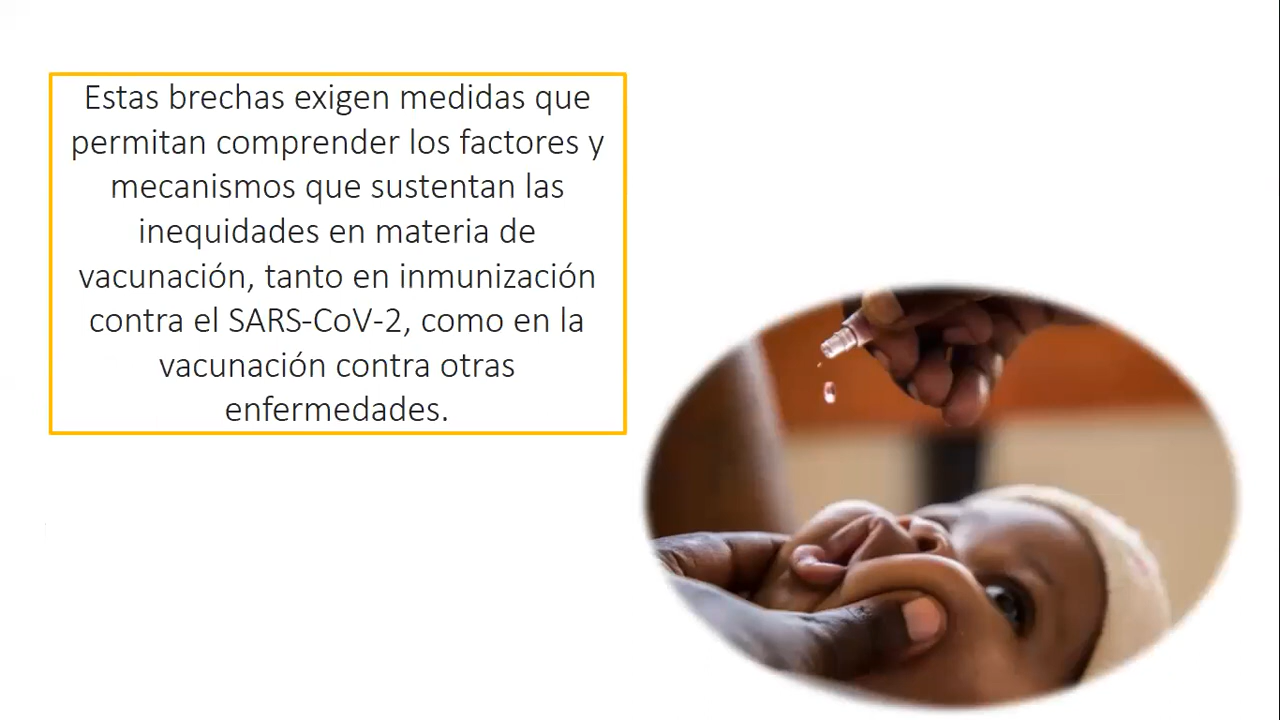 Estas brechas exigen medidas que
permitan comprender los factores y
mecanismos que sustentan las
inequidades en materia de
vacunación, tanto en inmunización
contra el SARS-CoV-2, como en la
vacunación contra otras
enfermedades.